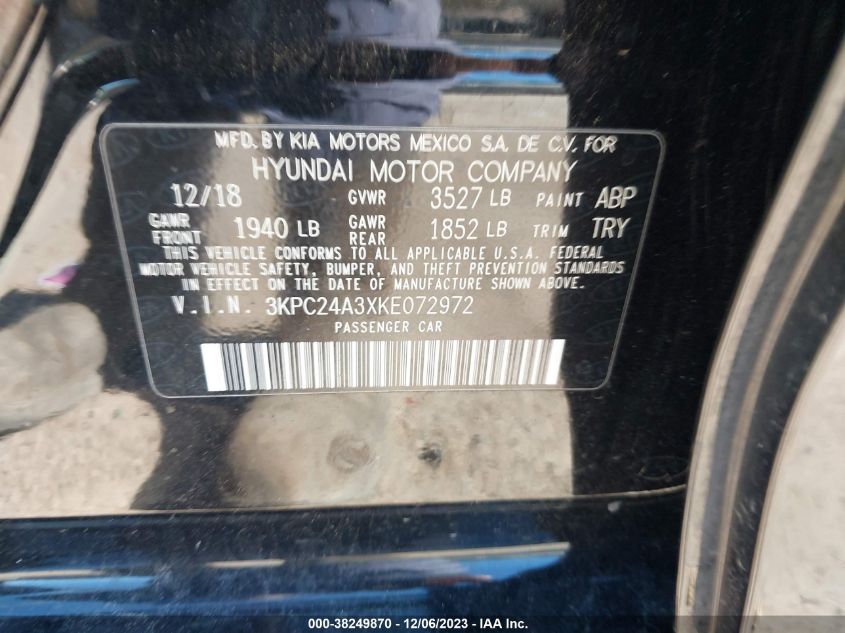 MFD. BY KIA MOTORS MEXICO S.A. DE C.V. FOR
HYUNDAI MOTOR COMPANY
12/18 GVWR 3527 LB PAINT ABP
GAWR FRONT 1940 LB GAWR REAR 1852 LB TRIM TRY
THIS VEHICLE CONFORMS TO ALL APPLICABLE U.S.A. FEDERAL
MOTOR VEHICLE SAFETY, BUMPER, AND THEFT PREVENTION STANDARDS
IN EFFECT ON THE DATE OF MANUFACTURE SHOWN ABOVE.
V.I.N. 3KPC24A3XKE072972
PASSENGER CAR
000-38249870 - 12/06/2023 - IAA Inc.